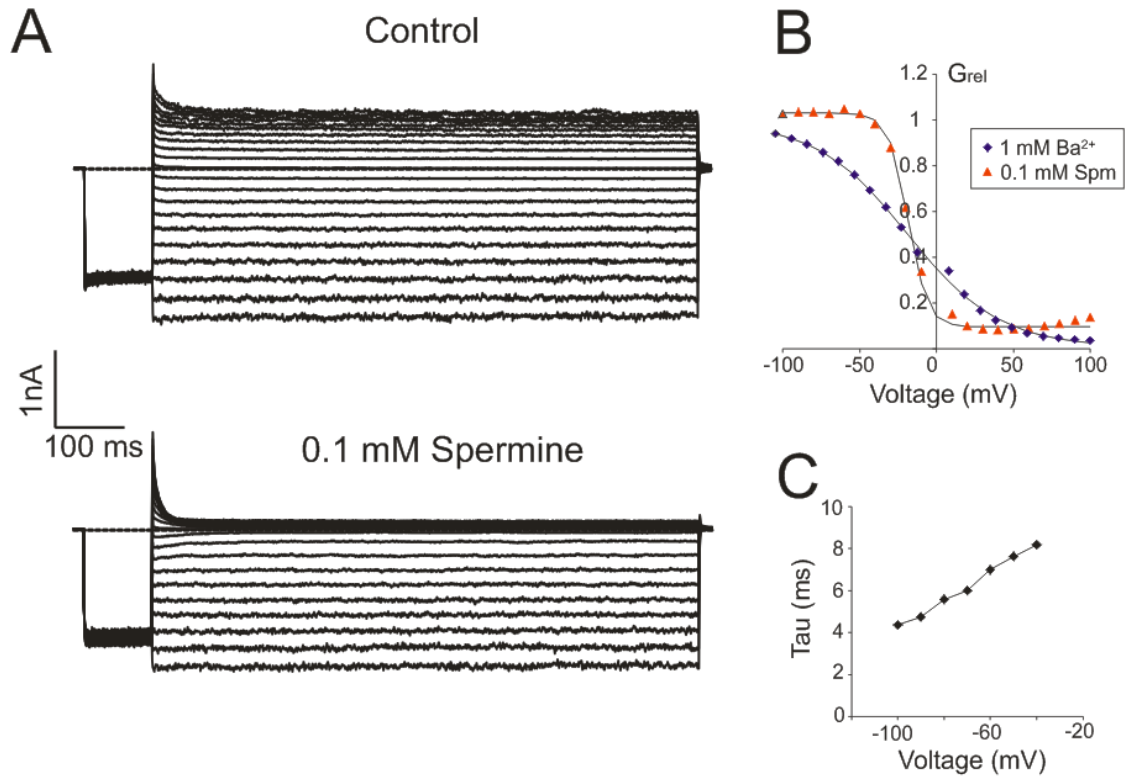 A
Control
1nA
100 ms
0.1 mM Spermine
B
Grel
1.2
1
0.8
0.6
0.4
0.2
-100
-50
0
50
100
Voltage (mV)
1 mM Ba²⁺
0.1 mM Spm
C
Tau (ms)
10
8
6
4
2
0
-100
-60
-20
Voltage (mV)